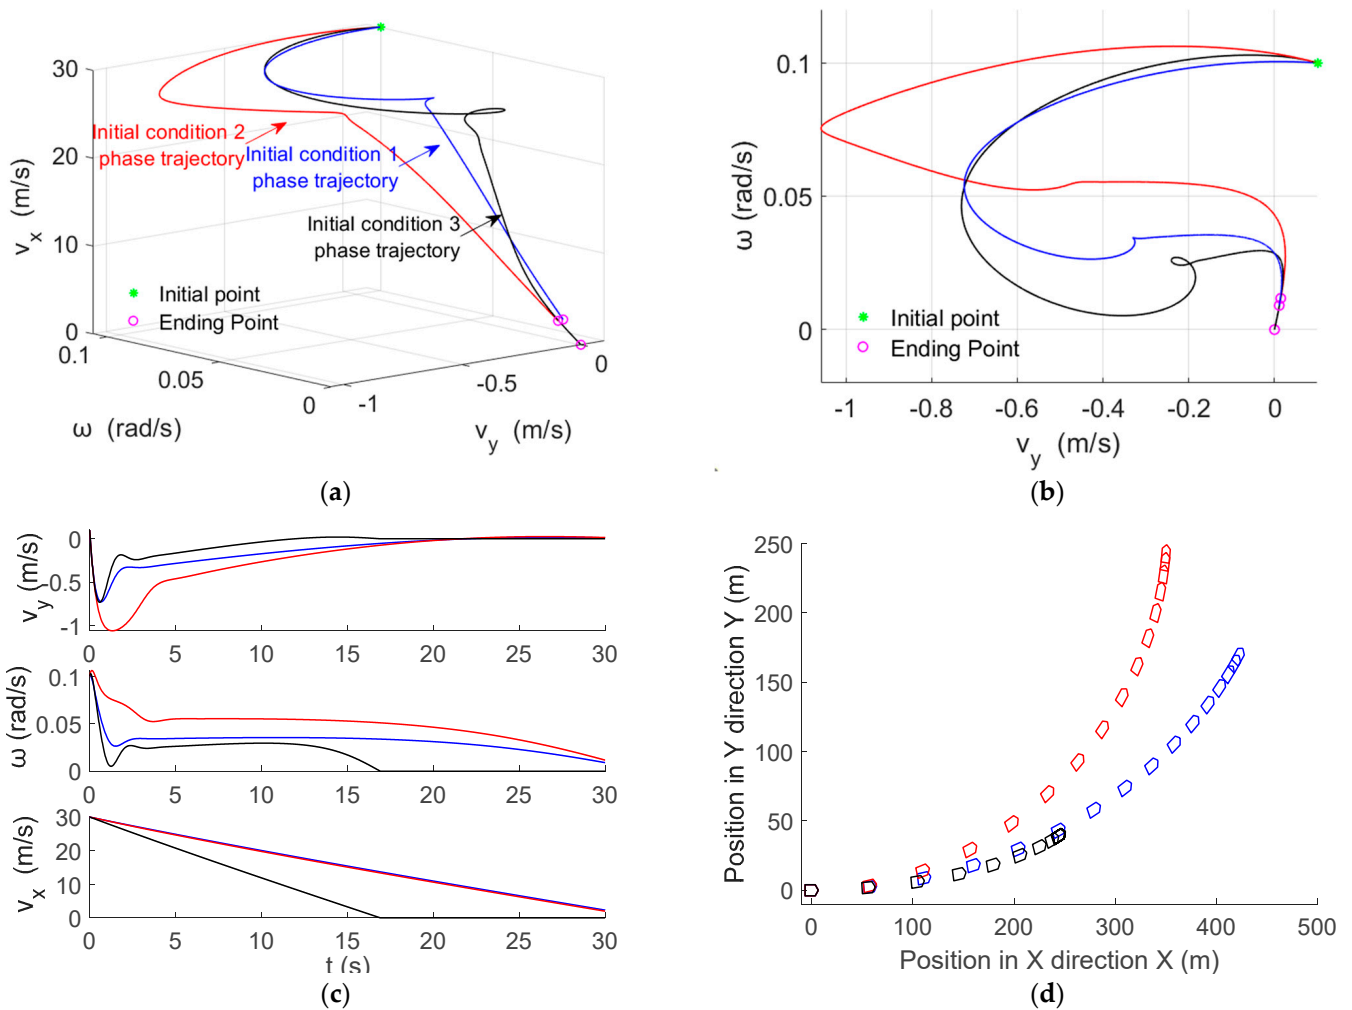 30
20
10
0
v_x (m/s)
Initial condition 2
phase trajectory
Initial condition 1
phase trajectory
Initial condition 3
phase trajectory
Initial point
Ending Point
0.1
0.05
0
ω (rad/s)
-1
-0.5
0
v_y (m/s)
(a)
0.1
0.05
0
ω (rad/s)
Initial point
Ending Point
-1 -0.8 -0.6 -0.4 -0.2 0
v_y (m/s)
(b)
0
-0.5
-1
v_y (m/s)
0 5 10 15 20 25 30
0.1
0.05
0
ω (rad/s)
0 5 10 15 20 25 30
30
20
10
0
v_x (m/s)
0 5 10 15 20 25 30
t (s)
(c)
250
200
150
100
50
0
Position in Y direction Y (m)
0 100 200 300 400 500
Position in X direction X (m)
(d)